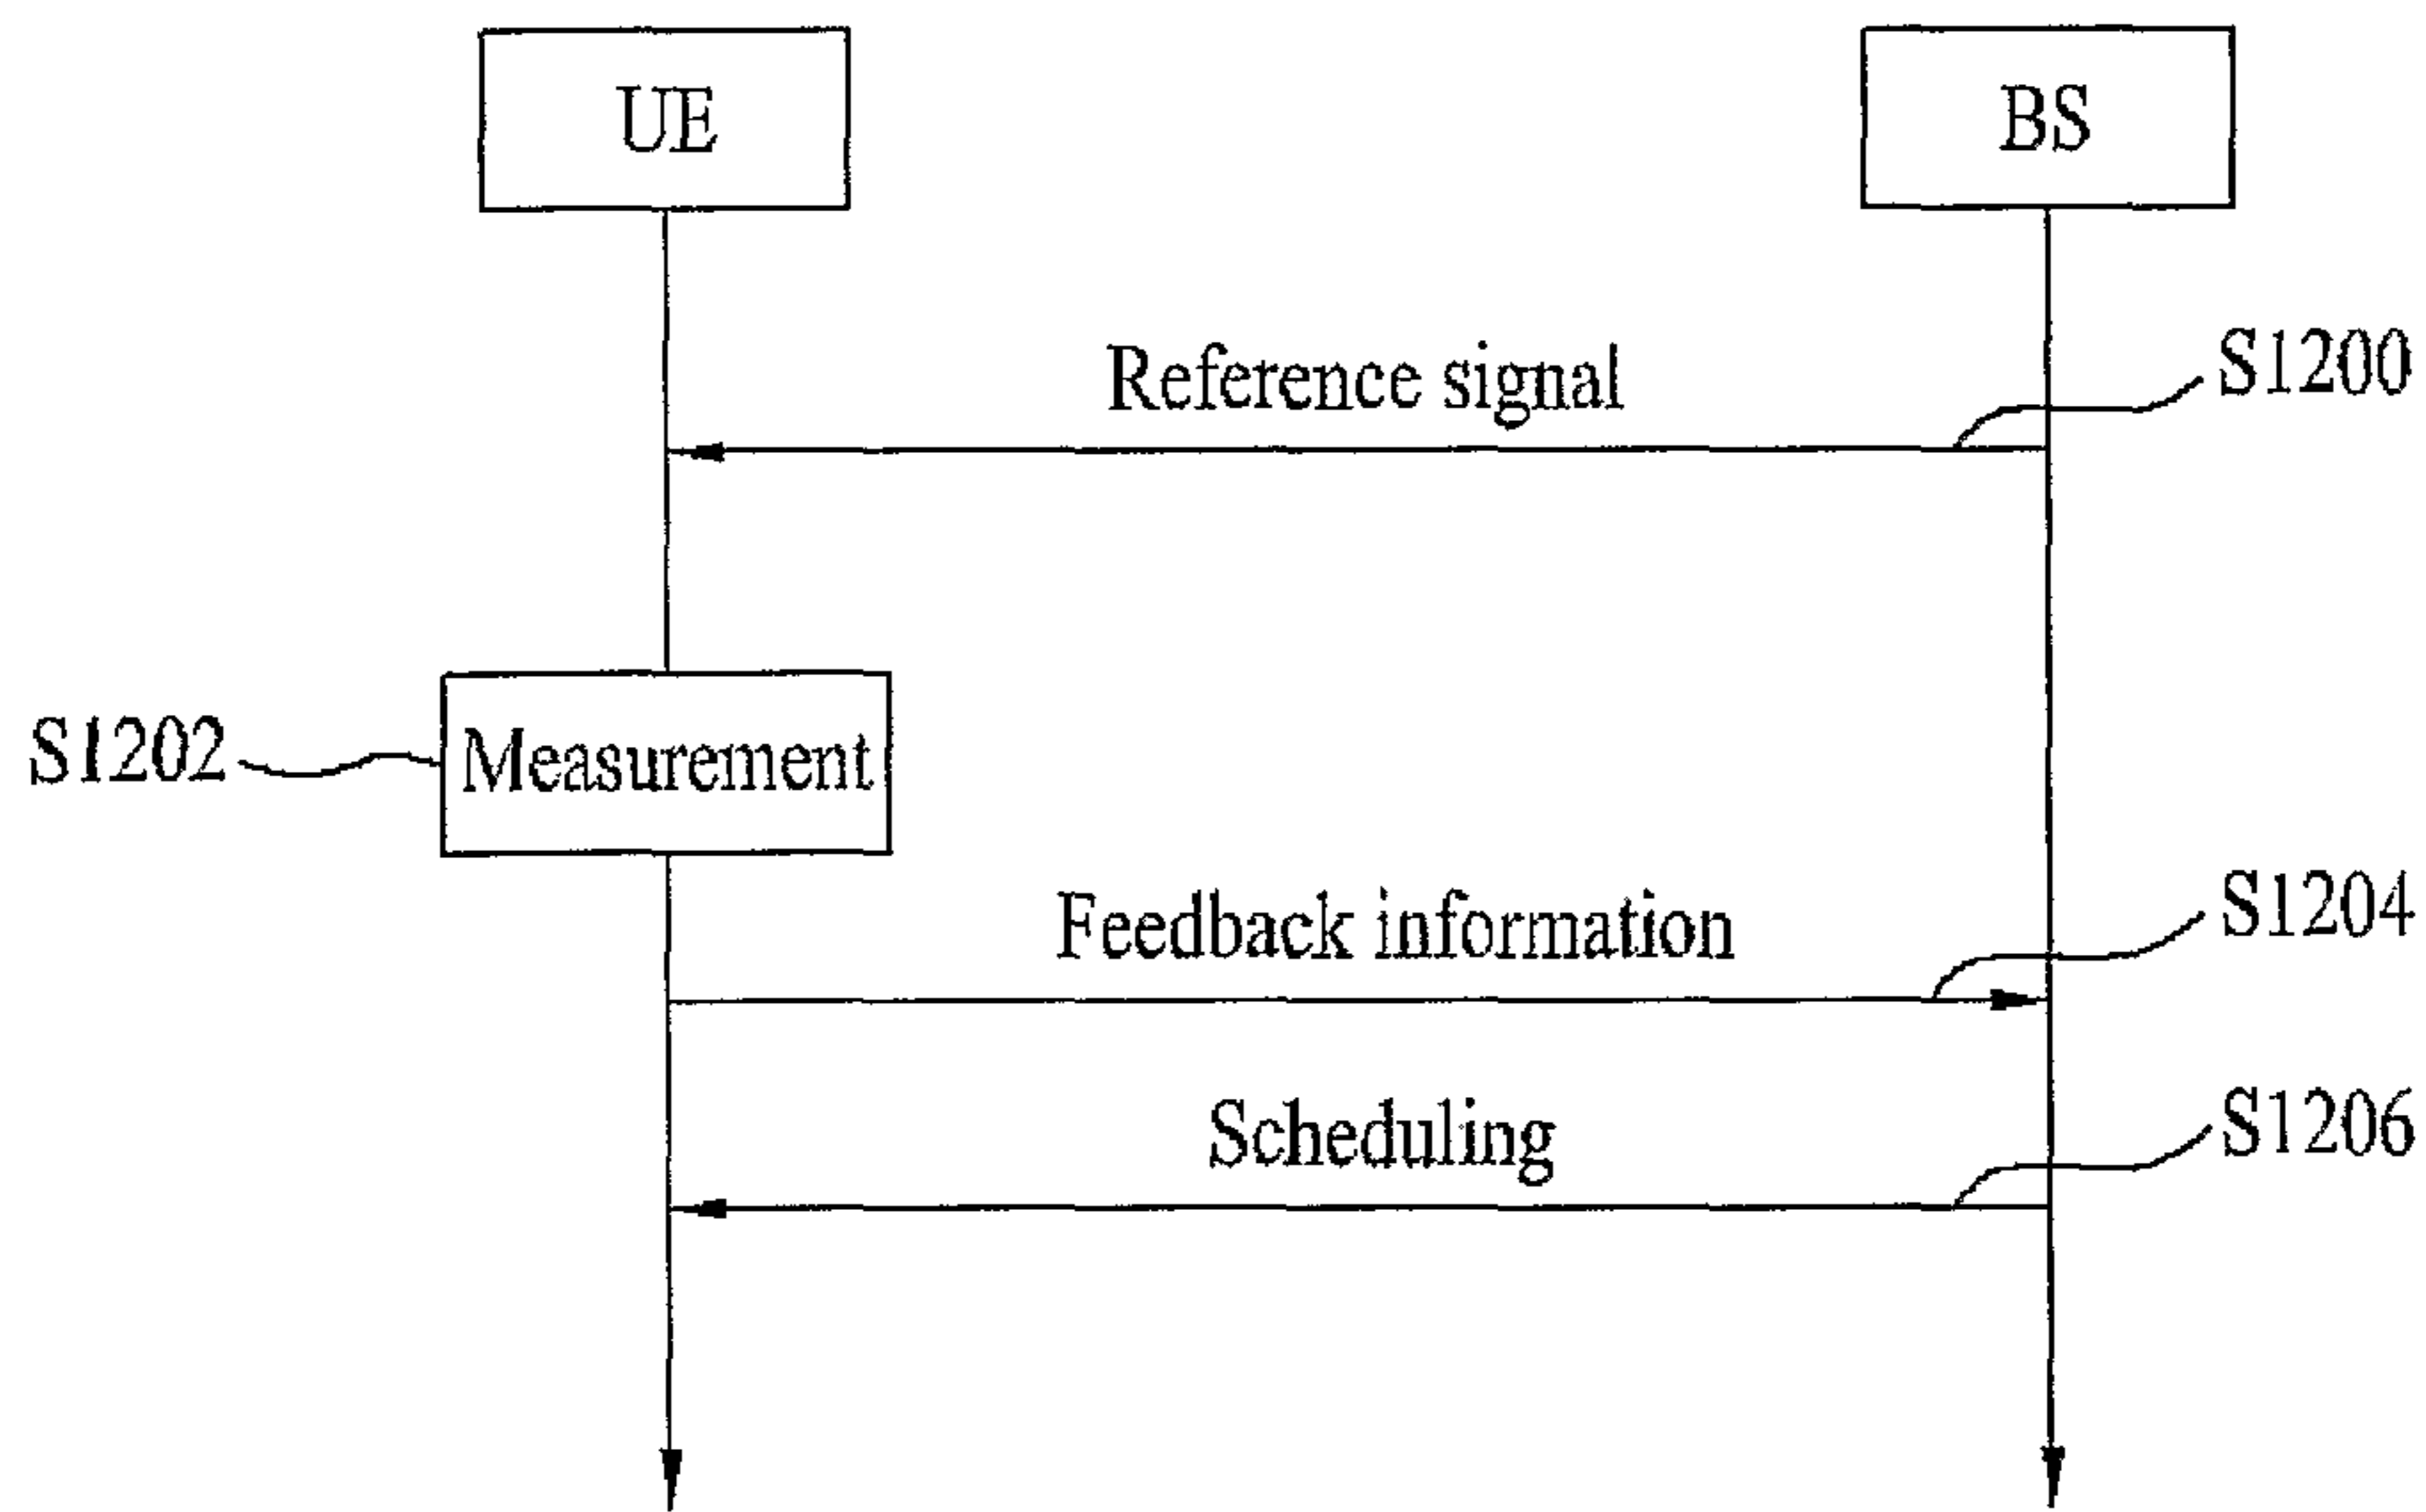 UE
BS
Reference signal
S1200
S1202
Measurement
Feedback information
S1204
Scheduling
S1206